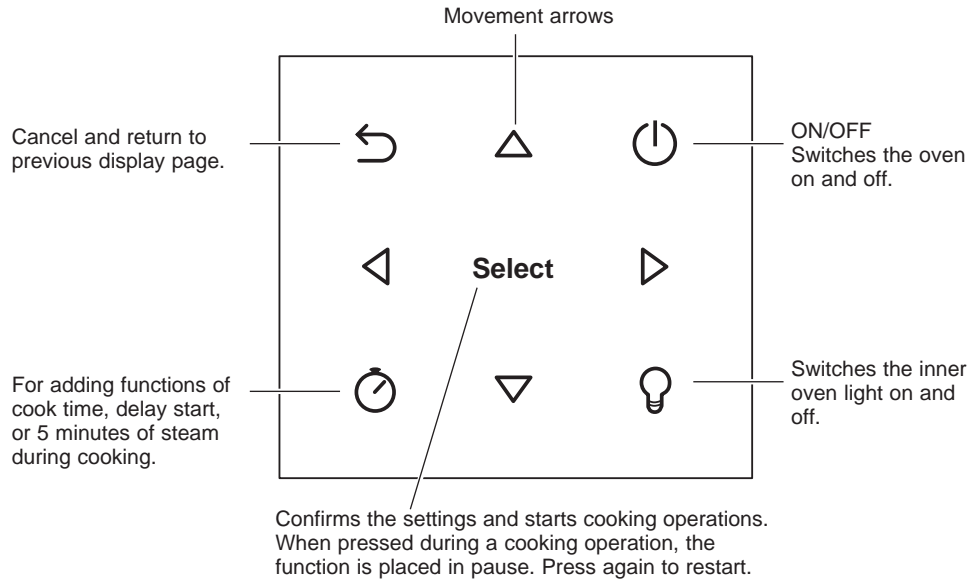 Movement arrows
Cancel and return to
previous display page.
ON/OFF
Switches the oven
on and off.
Select
For adding functions of
cook time, delay start,
or 5 minutes of steam
during cooking.
Switches the inner
oven light on and
off.
Confirms the settings and starts cooking operations.
When pressed during a cooking operation, the
function is placed in pause. Press again to restart.